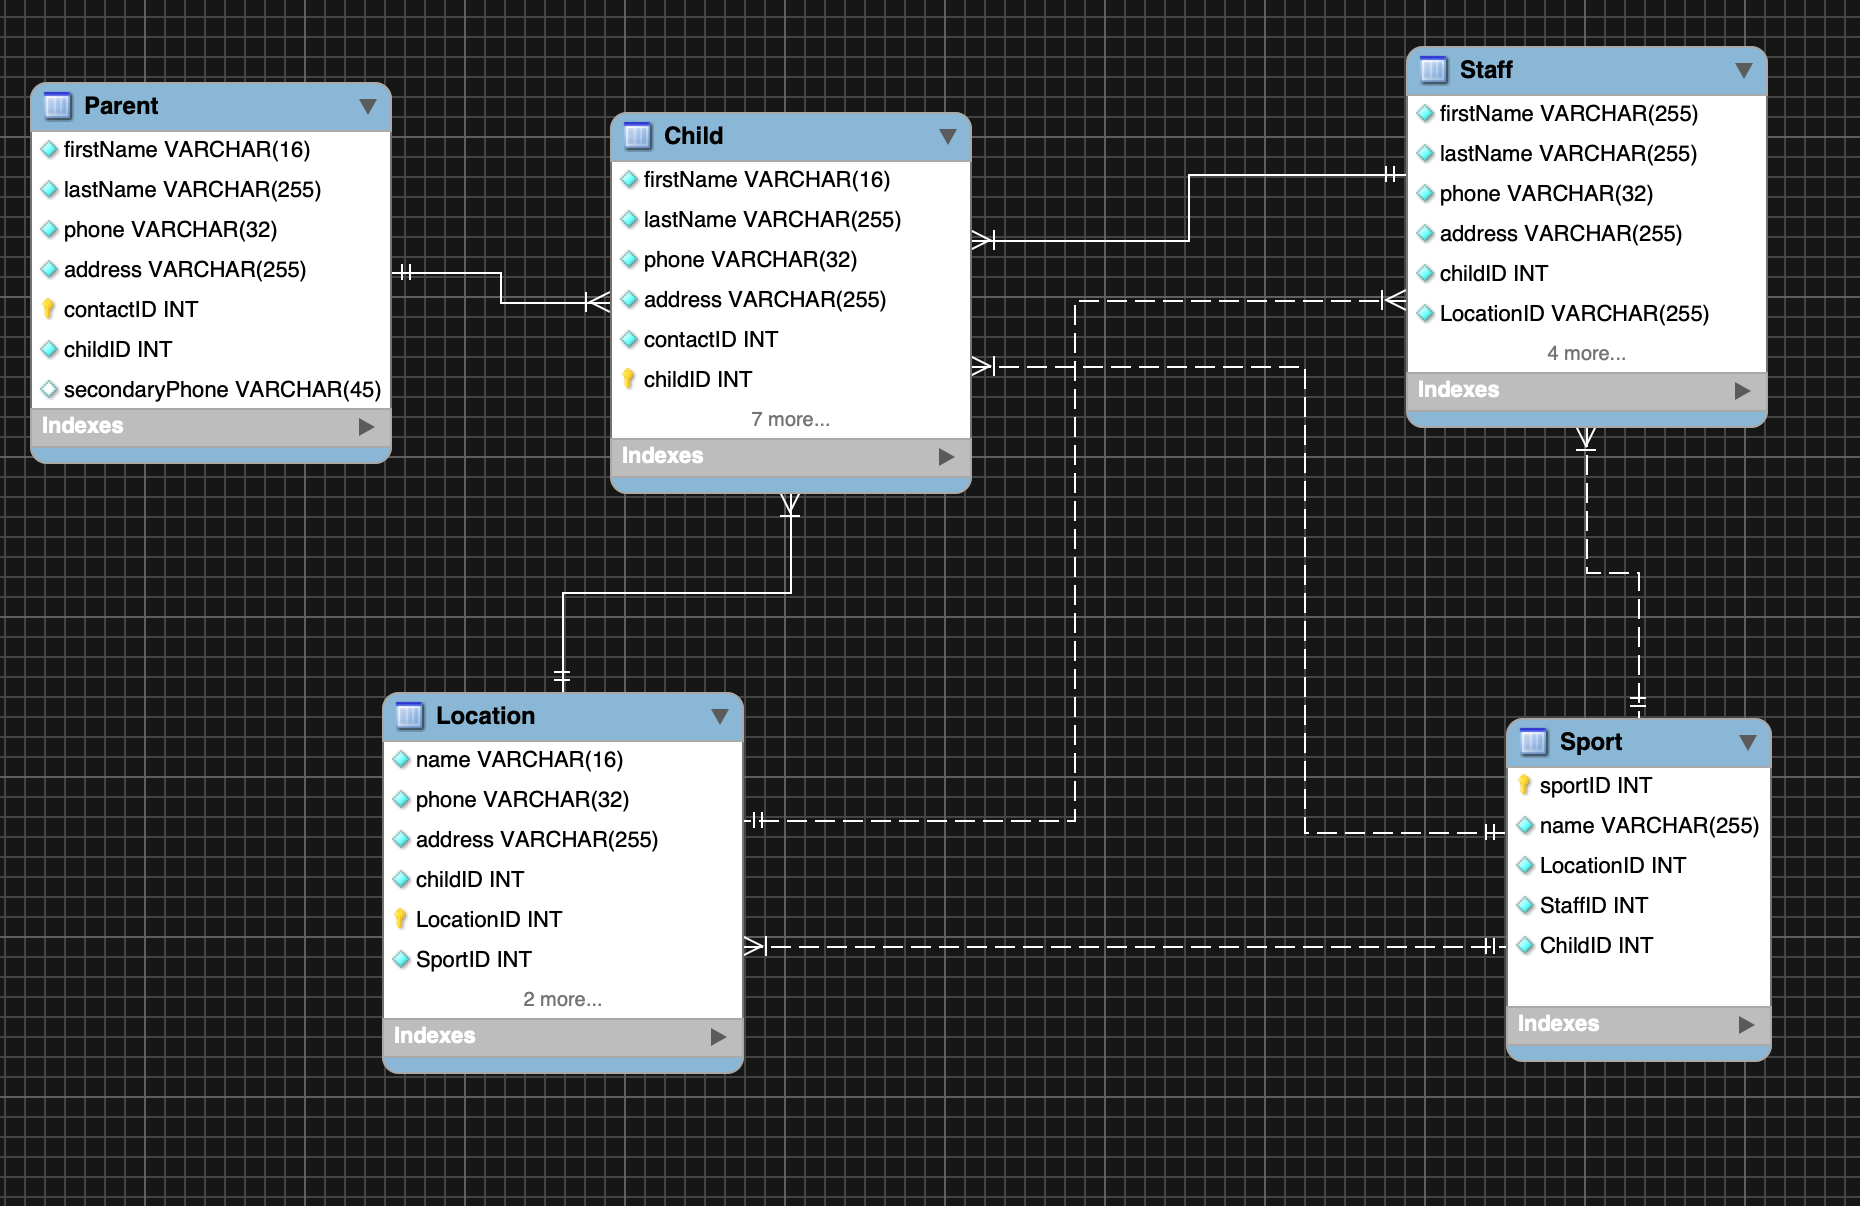 Parent
firstName VARCHAR(16)
lastName VARCHAR(255)
phone VARCHAR(32)
address VARCHAR(255)
contactID INT
childID INT
secondaryPhone VARCHAR(45)
Indexes
Child
firstName VARCHAR(16)
lastName VARCHAR(255)
phone VARCHAR(32)
address VARCHAR(255)
contactID INT
childID INT
7 more...
Indexes
Staff
firstName VARCHAR(255)
lastName VARCHAR(255)
phone VARCHAR(32)
address VARCHAR(255)
childID INT
LocationID VARCHAR(255)
4 more...
Indexes
Location
name VARCHAR(16)
phone VARCHAR(32)
address VARCHAR(255)
childID INT
LocationID INT
SportID INT
2 more...
Indexes
Sport
sportID INT
name VARCHAR(255)
LocationID INT
StaffID INT
ChildID INT
Indexes